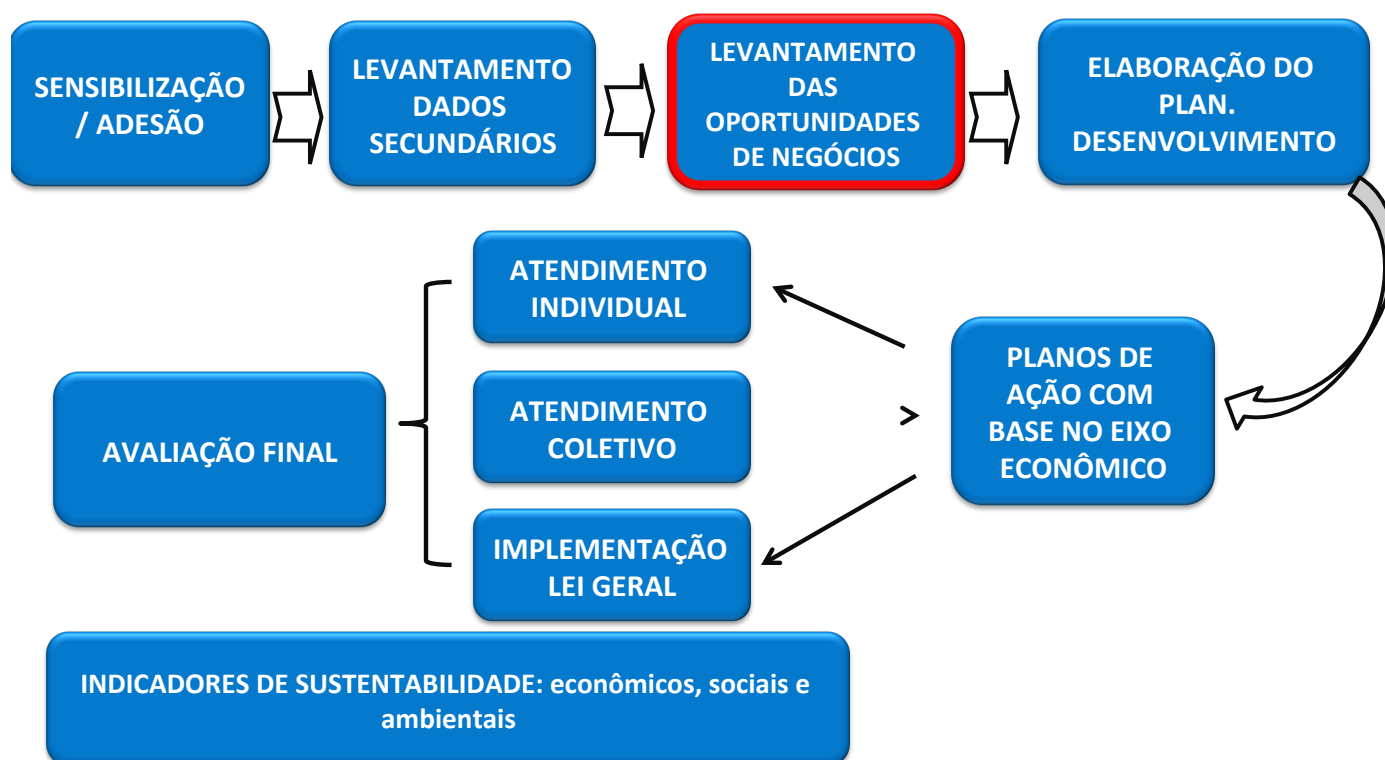 SENSIBILIZAÇÃO
/ ADESÃO
LEVANTAMENTO
DADOS
SECUNDÁRIOS
LEVANTAMENTO
DAS
OPORTUNIDADES
DE NEGÓCIOS
ELABORAÇÃO DO
PLAN.
DESENVOLVIMENTO
PLANOS DE
AÇÃO COM
BASE NO EIXO
ECONÔMICO
ATENDIMENTO
INDIVIDUAL
ATENDIMENTO
COLETIVO
IMPLEMENTAÇÃO
LEI GERAL
AVALIAÇÃO FINAL
INDICADORES DE SUSTENTABILIDADE: econômicos, sociais e
ambientais